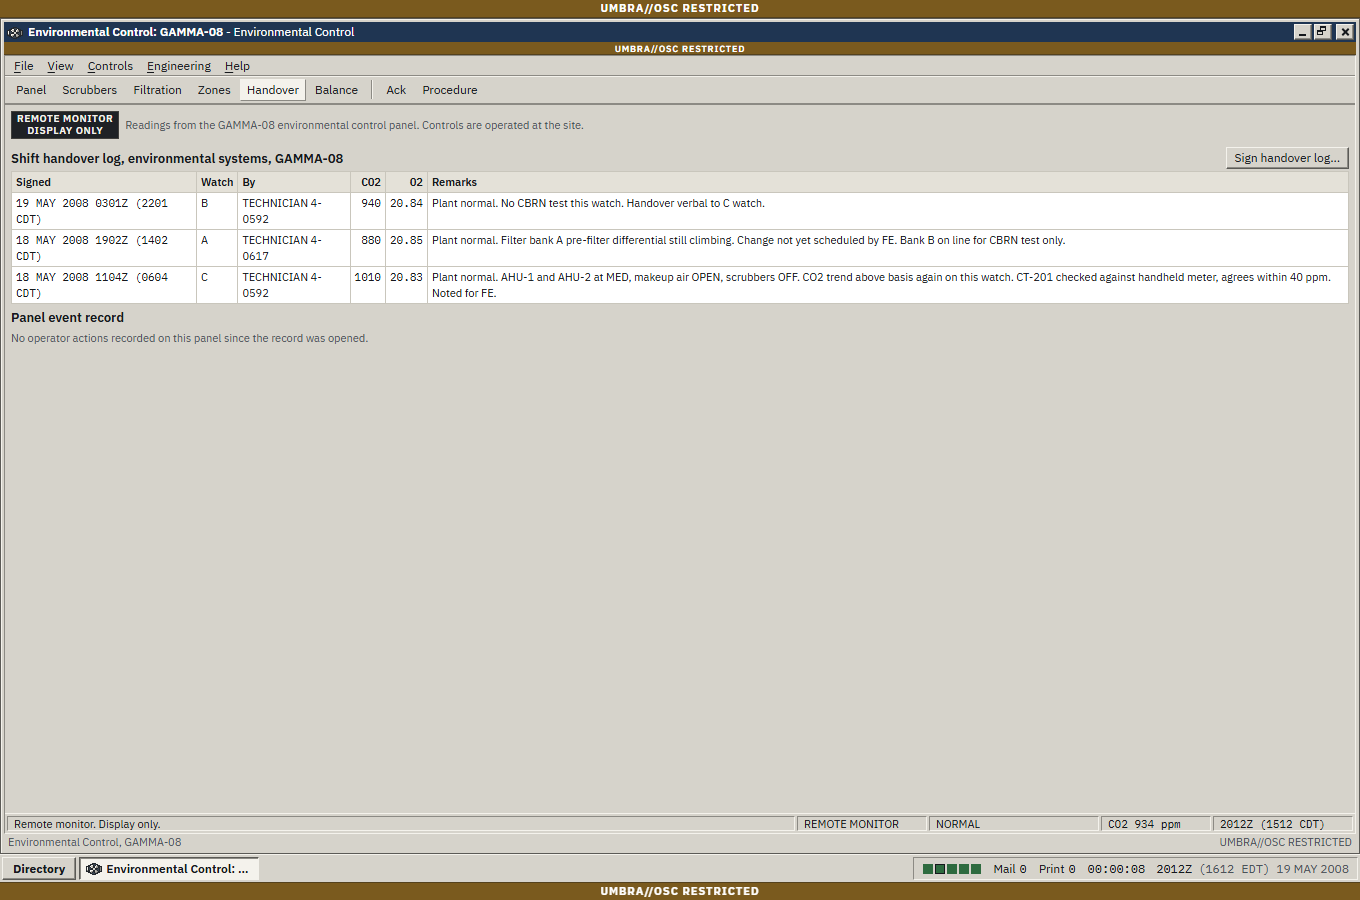 UMBRA//OSC RESTRICTED
Environmental Control: GAMMA-08 - Environmental Control
UMBRA//OSC RESTRICTED
File View Controls Engineering Help
Panel Scrubbers Filtration Zones Handover Balance Ack Procedure
REMOTE MONITOR
DISPLAY ONLY
Readings from the GAMMA-08 environmental control panel. Controls are operated at the site.
Shift handover log, environmental systems, GAMMA-08
Sign handover log...
Signed Watch By CO2 O2 Remarks
19 MAY 2008 0301Z (2201 CDT) B TECHNICIAN 4-0592 940 20.84 Plant normal. No CBRN test this watch. Handover verbal to C watch.
18 MAY 2008 1902Z (1402 CDT) A TECHNICIAN 4-0617 880 20.85 Plant normal. Filter bank A pre-filter differential still climbing. Change not yet scheduled by FE. Bank B on line for CBRN test only.
18 MAY 2008 1104Z (0604 CDT) C TECHNICIAN 4-0592 1010 20.83 Plant normal. AHU-1 and AHU-2 at MED, makeup air OPEN, scrubbers OFF. CO2 trend above basis again on this watch. CT-201 checked against handheld meter, agrees within 40 ppm.
Noted for FE.
Panel event record
No operator actions recorded on this panel since the record was opened.
Remote monitor. Display only. REMOTE MONITOR NORMAL CO2 934 ppm 2012Z (1512 CDT)
Environmental Control, GAMMA-08 UMBRA//OSC RESTRICTED
Directory Environmental Control: ... Mail 0 Print 0 00:00:08 2012Z (1612 EDT) 19 MAY 2008
UMBRA//OSC RESTRICTED